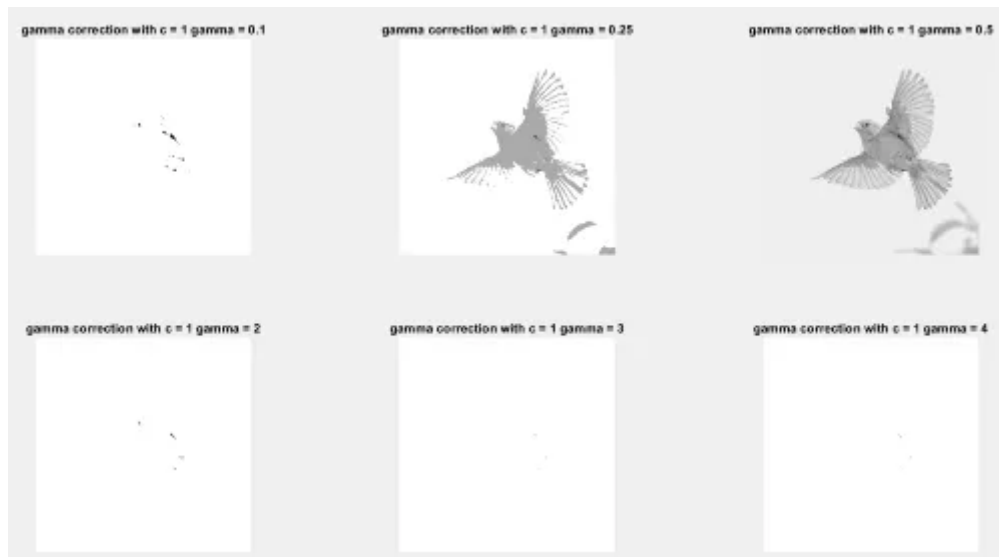 gamma correction with c = 1 gamma = 0.1
gamma correction with c = 1 gamma = 0.25
gamma correction with c = 1 gamma = 0.5
gamma correction with c = 1 gamma = 2
gamma correction with c = 1 gamma = 3
gamma correction with c = 1 gamma = 4